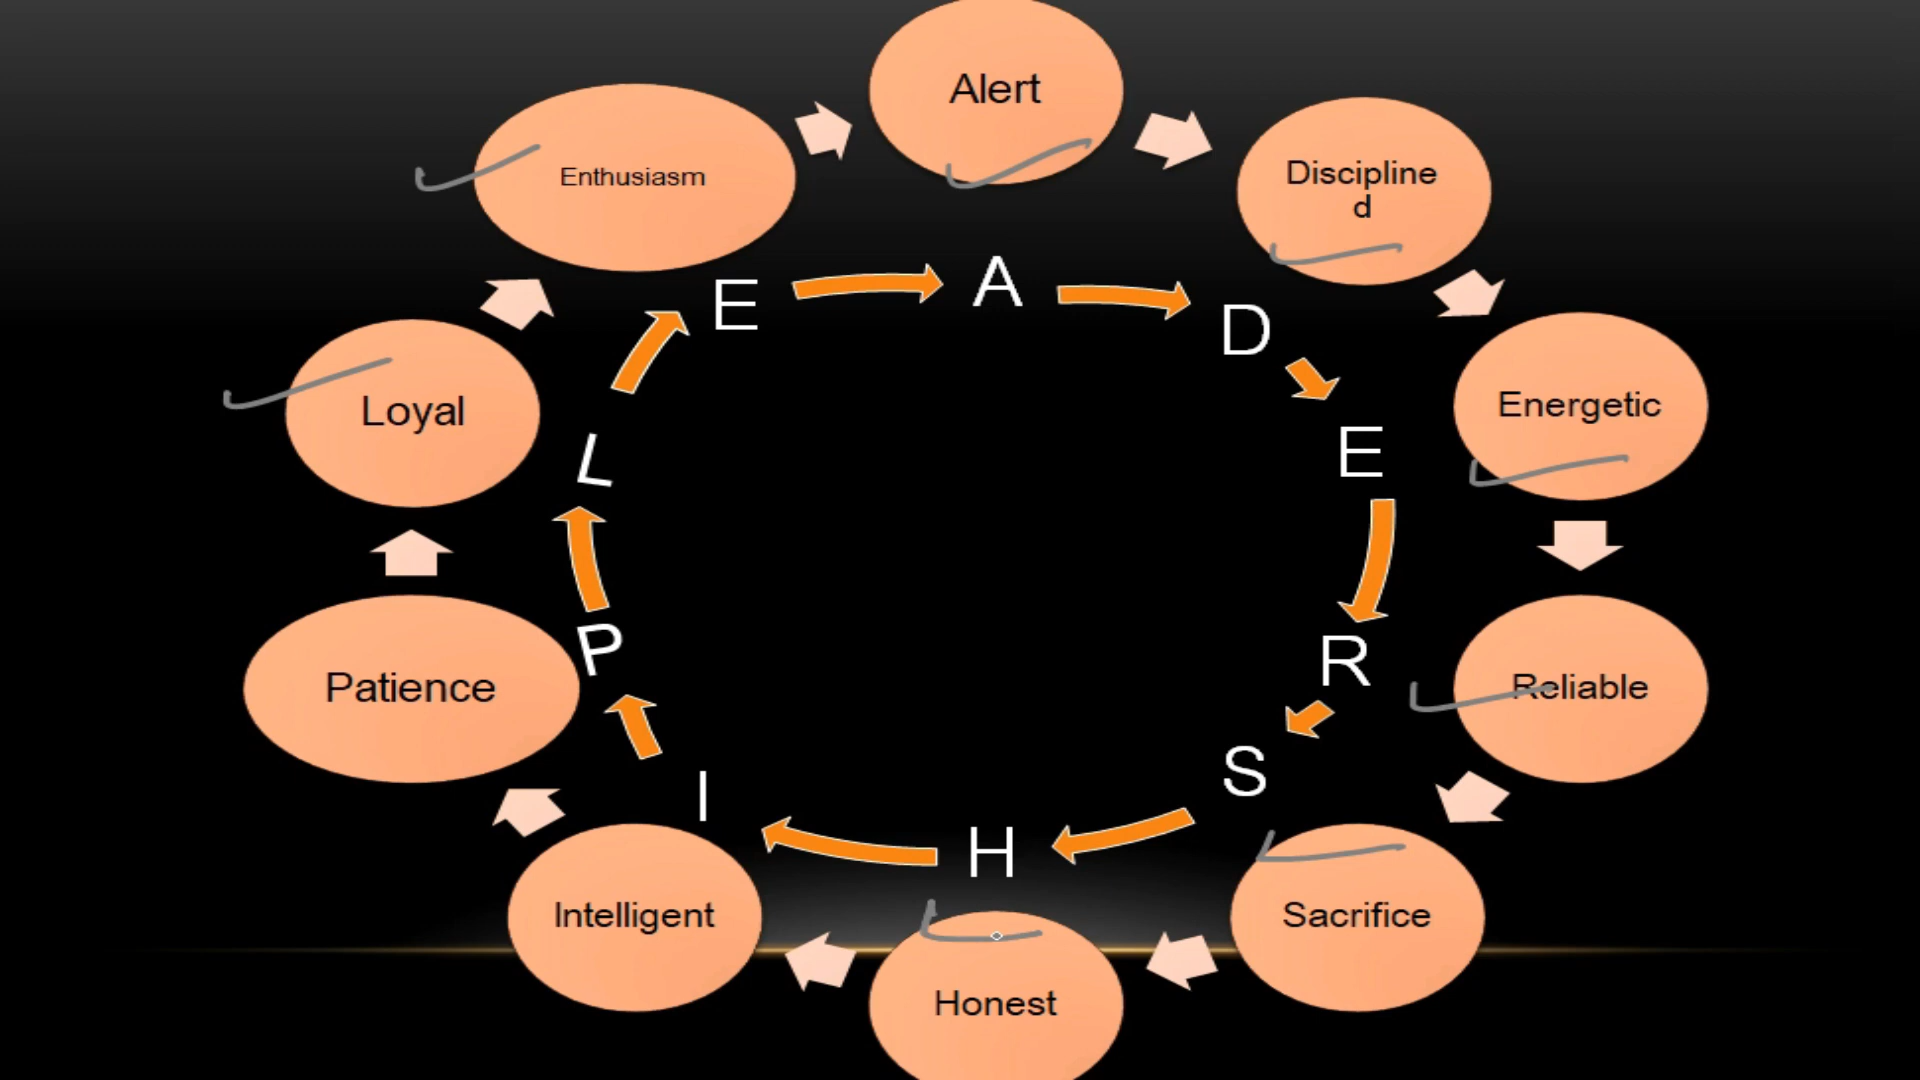 Alert
Enthusiasm
Discipline
d
E
A
D
Loyal
Energetic
L
E
Patience
P
R
Reliable
I
S
H
Intelligent
Sacrifice
Honest